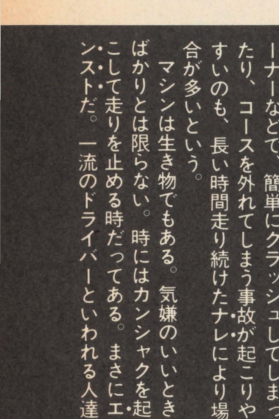 ナーなどで、簡単にクラッシュしてしまっ
たり、コースを外れてしまう事故が起こりや
すいのも、長い時間走り続けたナレにより場
合が多いという。
マシンは生き物でもある。気嫌のいいとき
ばかりとは限らない。時にはカンシャクを起
こして走りを止める時だってある。まさにエ
ンストだ。一流のドライバーといわれる人達